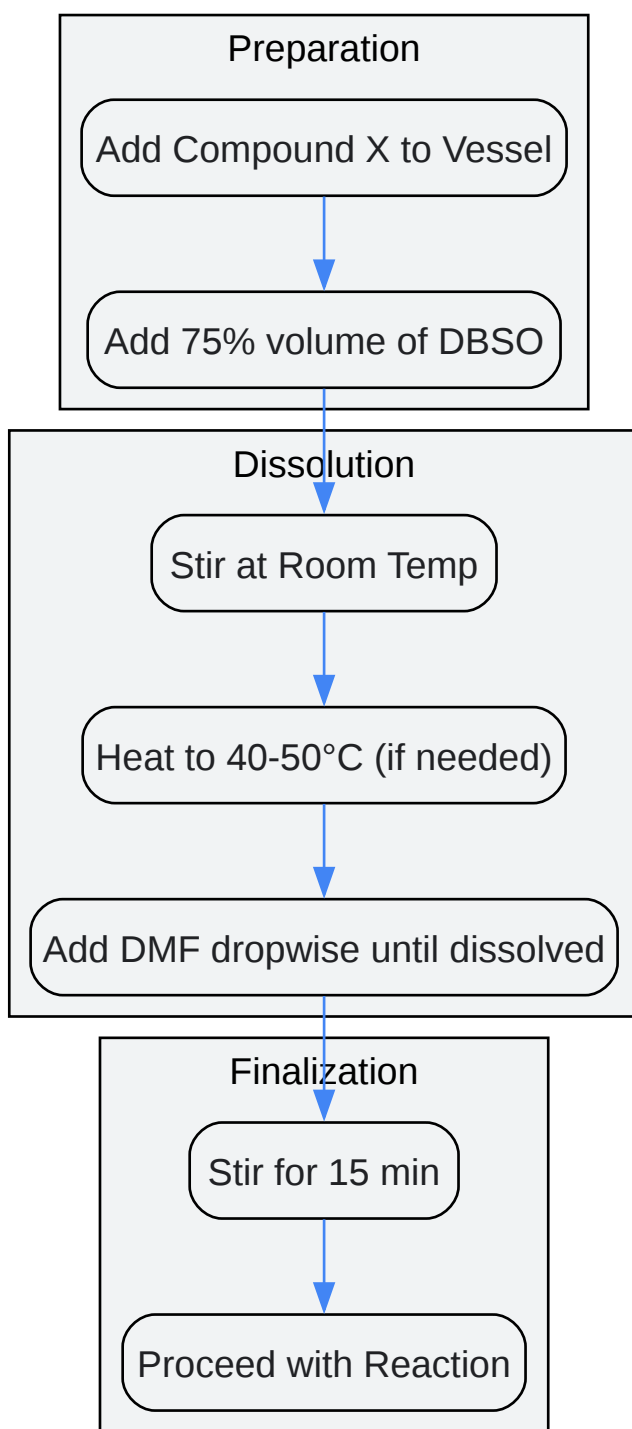 Preparation
Add Compound X to Vessel
Add 75% volume of DBSO
Dissolution
Stir at Room Temp
Heat to 40-50°C (if needed)
Add DMF dropwise until dissolved
Finalization
Stir for 15 min
Proceed with Reaction